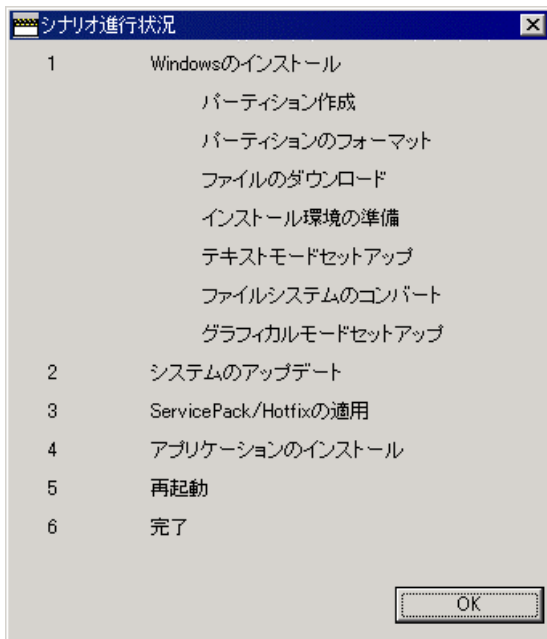 シナリオ進行状況
1 Windowsのインストール
パーティション作成
パーティションのフォーマット
ファイルのダウンロード
インストール環境の準備
テキストモードセットアップ
ファイルシステムのコンバート
グラフィカルモードセットアップ
2 システムのアップデート
3 ServicePack/Hotfixの適用
4 アプリケーションのインストール
5 再起動
6 完了
OK